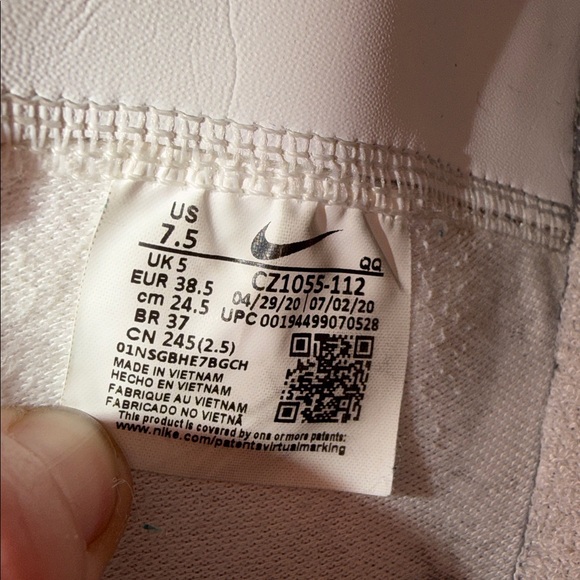 US
7.5
QQ
UK 5
CZ1055-112
EUR 38.5
04/29/20 07/02/20
cm 24.5
UPC 00194499070528
BR 37
CN 245(2.5)
01NSGBHE7BGCH
MADE IN VIETNAM
HECHO EN VIETNAM
FABRIQUE AU VIETNAM
FABRICADO NO VIETNÃ
This product is covered by one or more patents:
www.nike.com/patentsvirtualmarking